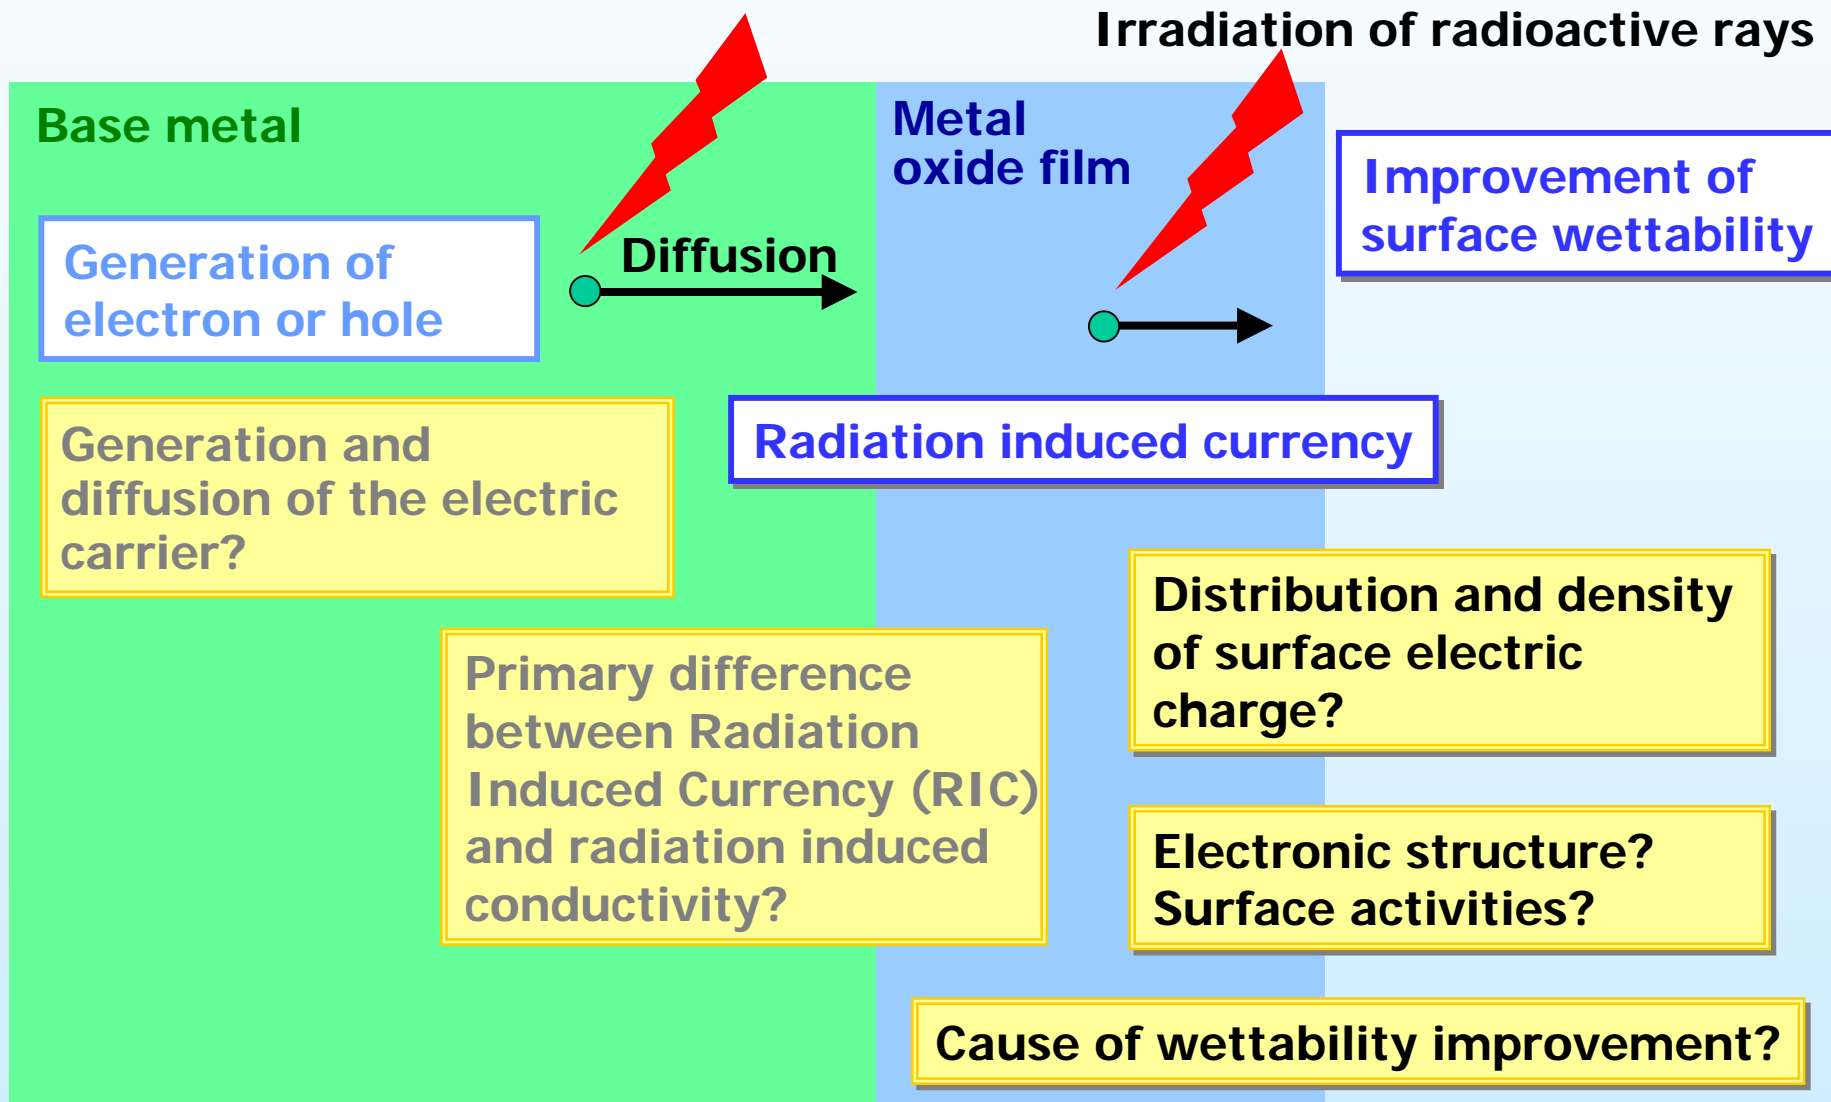 Irradiation of radioactive rays
Base metal
Metal
oxide film
Improvement of
surface wettability
Generation of
electron or hole
Diffusion
Generation and
diffusion of the electric
carrier?
Radiation induced currency
Distribution and density
of surface electric
charge?
Primary difference
between Radiation
Induced Currency (RIC)
and radiation induced
conductivity?
Electronic structure?
Surface activities?
Cause of wettability improvement?